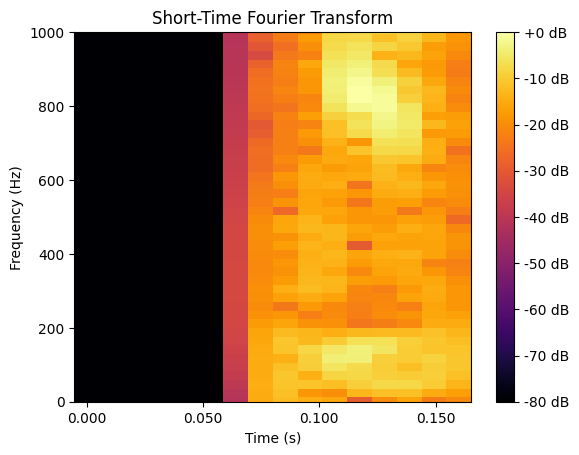 Short-Time Fourier Transform
1000
800
600
400
200
0
Frequency (Hz)
0.000
0.050
0.100
0.150
Time (s)
+0 dB
-10 dB
-20 dB
-30 dB
-40 dB
-50 dB
-60 dB
-70 dB
-80 dB